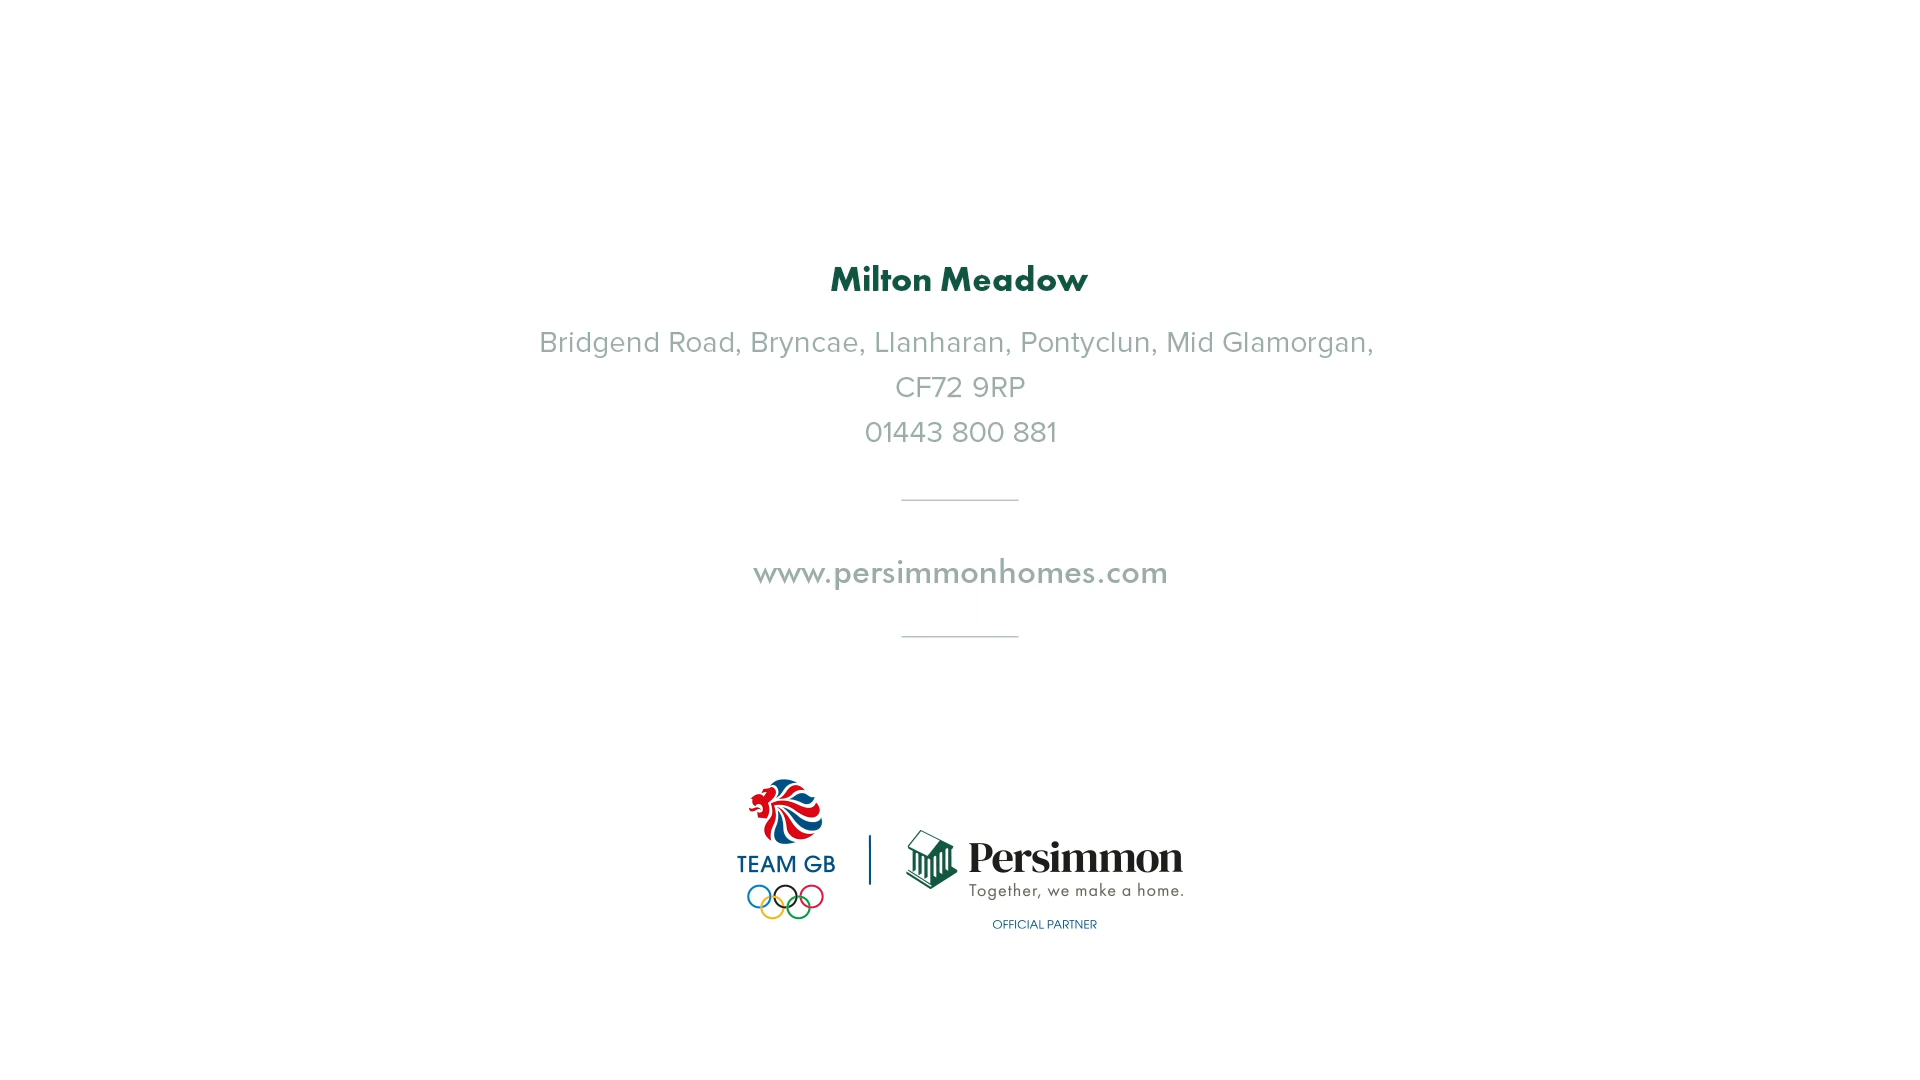 Milton Meadow
Bridgend Road, Bryncae, Llanharan, Pontyclun, Mid Glamorgan,
CF72 9RP
01443 800 881
www.persimmonhomes.com
TEAM GB
Persimmon
Together, we make a home.
OFFICIAL PARTNER